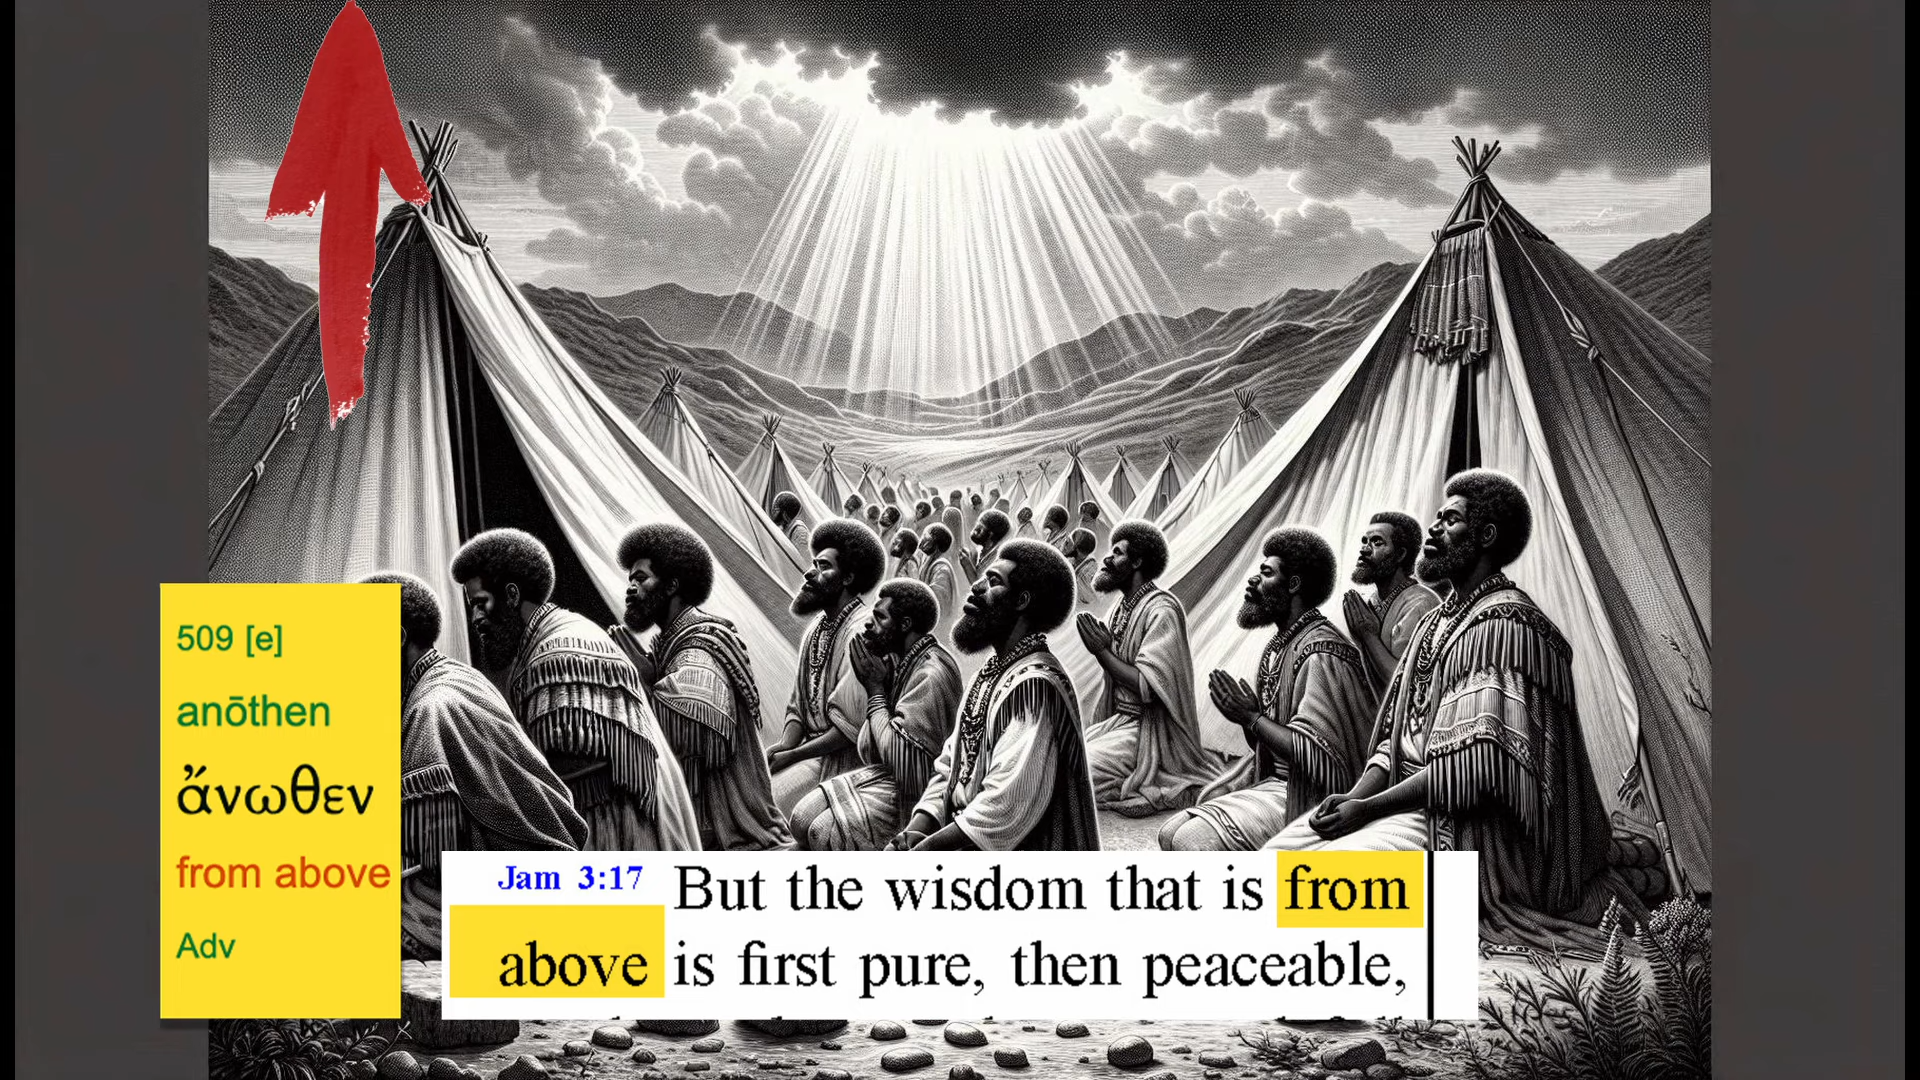 509 [e]
anōthen
ἄνωθεν
from above
Adv
Jam 3:17 But the wisdom that is from
above is first pure, then peaceable,